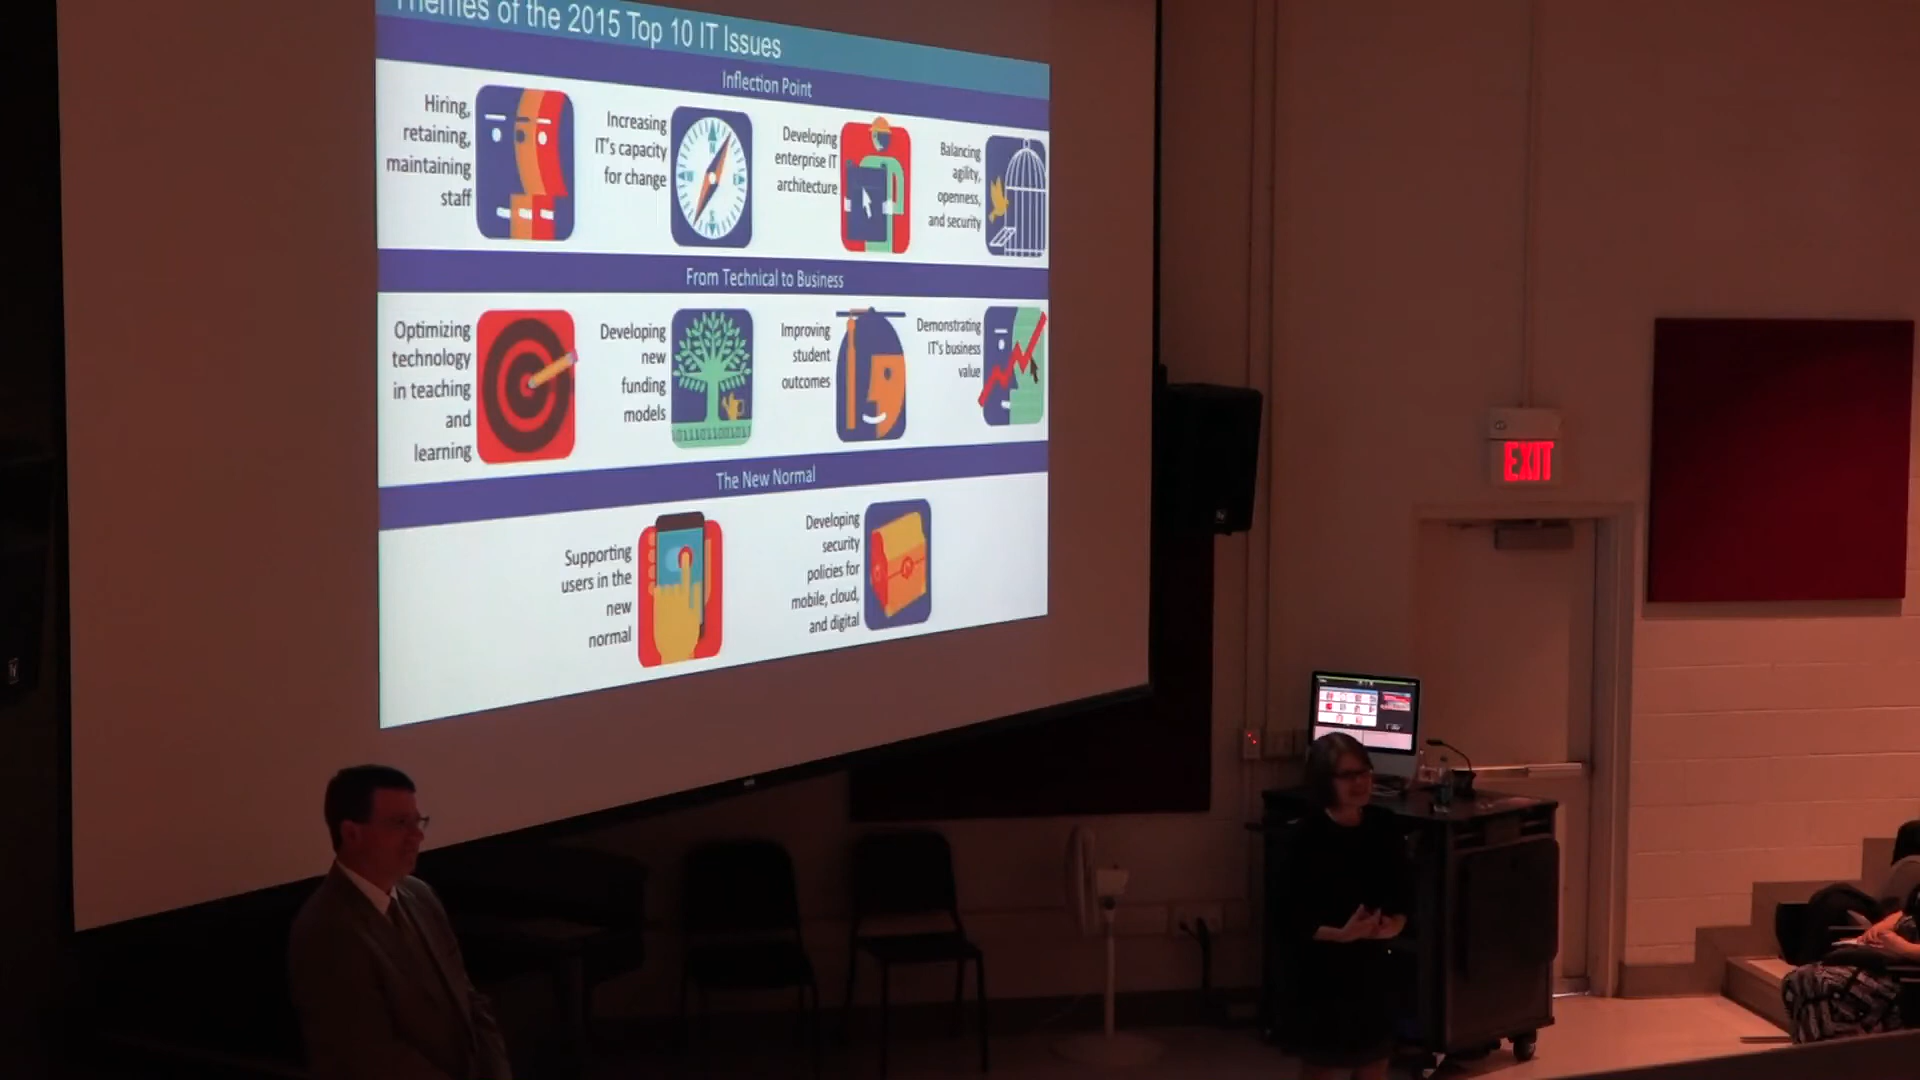 Themes of the 2015 Top 10 IT Issues
Inflection Point
Hiring,
retaining,
maintaining
staff
Increasing
IT's capacity
for change
N
E
S
W
Developing
enterprise IT
architecture
Balancing
agility,
openness,
and security
From Technical to Business
Optimizing
technology
in teaching
and
learning
Developing
new
funding
models
Improving
student
outcomes
Demonstrating
IT's business
value
The New Normal
Supporting
users in the
new
normal
Developing
security
policies for
mobile, cloud,
and digital
EXIT